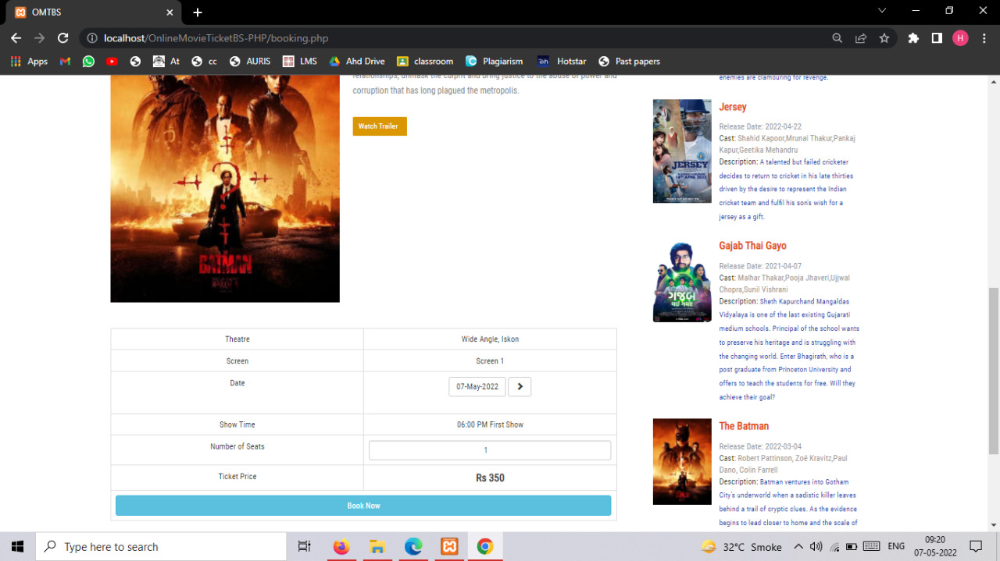 OMTBS
localhost/OnlineMovieTicketBS-PHP/booking.php
H
Apps At cc AURIS LMS Ahd Drive classroom Plagiarism Hotstar Past papers
relationships, unmask the culprit and bring justice to the abuse of power and
corruption that has long plagued the metropolis.
Watch Trailer
BATMAN
Theatre Wide Angle, Iskon
Screen Screen 1
Date 07-May-2022
Show Time 06:00 PM First Show
Number of Seats 1
Ticket Price Rs 350
Book Now
enemies are clamouring for revenge.
JERSEY
14TH APRIL 2022
Jersey
Release Date: 2022-04-22
Cast: Shahid Kapoor,Mrunal Thakur,Pankaj
Kapur,Geetika Mehandru
Description: A talented but failed cricketer
decides to return to cricket in his late thirties
driven by the desire to represent the Indian
cricket team and fulfil his son's wish for a
jersey as a gift.
ગજબ
થઈ ગયો!
Gajab Thai Gayo
Release Date: 2021-04-07
Cast: Malhar Thakar,Pooja Jhaveri,Ujjwal
Chopra,Sunil Vishrani
Description: Sheth Kapurchand Mangaldas
Vidyalaya is one of the last existing Gujarati
medium schools. Principal of the school wants
to preserve his heritage and is struggling with
the changing world. Enter Bhagirath, who is a
post graduate from Princeton University and
offers to teach the students for free. Will they
achieve their goal?
The Batman
Release Date: 2022-03-04
Cast: Robert Pattinson, Zoë Kravitz,Paul
Dano, Colin Farrell
Description: Batman ventures into Gotham
City's underworld when a sadistic killer leaves
behind a trail of cryptic clues. As the evidence
begins to lead closer to home and the scale of
Type here to search
32°C Smoke
ENG
09:20
07-05-2022